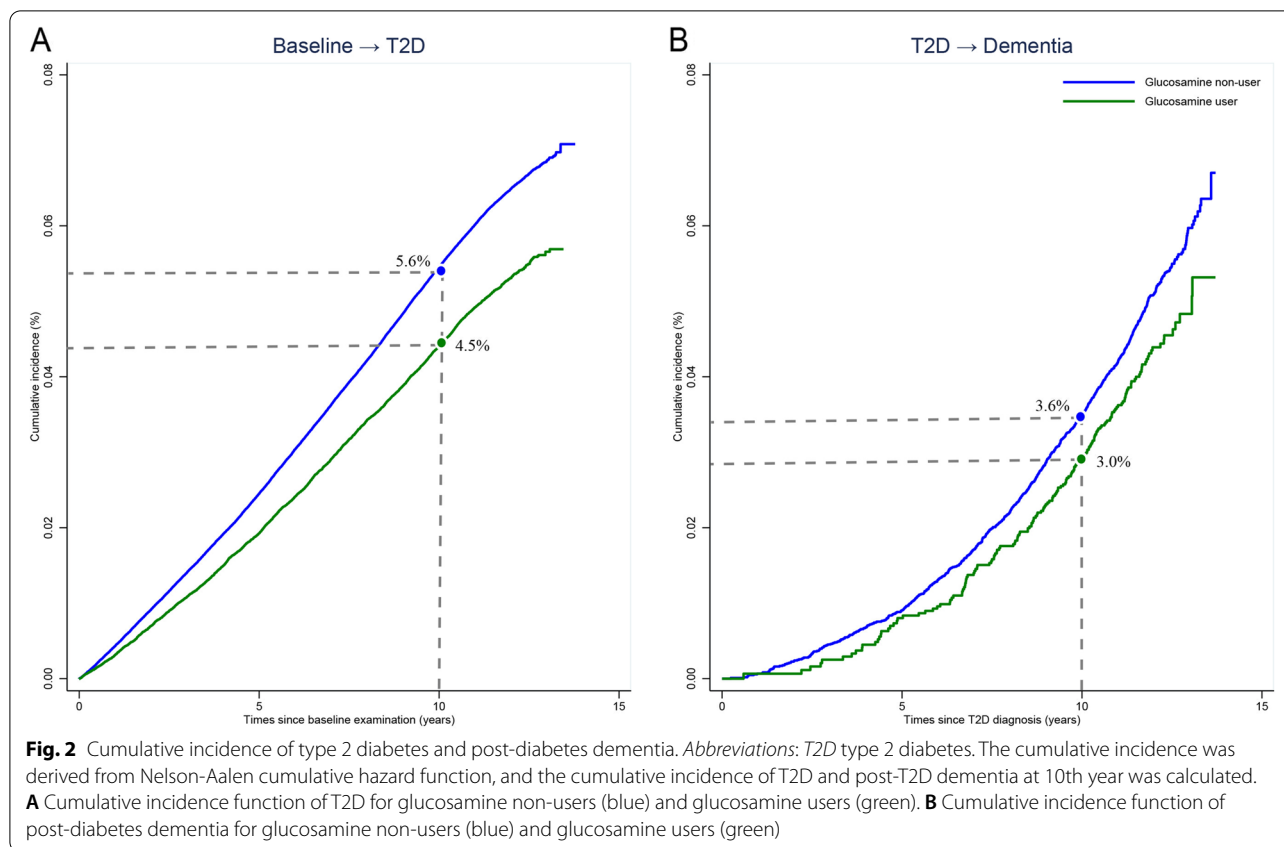 A
Baseline → T2D
0.08
0.06
0.04
0.02
0.00
Cumulative incidence (%)
5.6%
4.5%
0
5
10
15
Times since baseline examination (years)
B
T2D → Dementia
Glucosamine non-user
Glucosamine user
0.08
0.06
0.04
0.02
0.00
Cumulative incidence (%)
3.6%
3.0%
0
5
10
15
Times since T2D diagnosis (years)
Fig. 2 Cumulative incidence of type 2 diabetes and post-diabetes dementia. Abbreviations: T2D type 2 diabetes. The cumulative incidence was
derived from Nelson-Aalen cumulative hazard function, and the cumulative incidence of T2D and post-T2D dementia at 10th year was calculated.
A Cumulative incidence function of T2D for glucosamine non-users (blue) and glucosamine users (green). B Cumulative incidence function of
post-diabetes dementia for glucosamine non-users (blue) and glucosamine users (green)